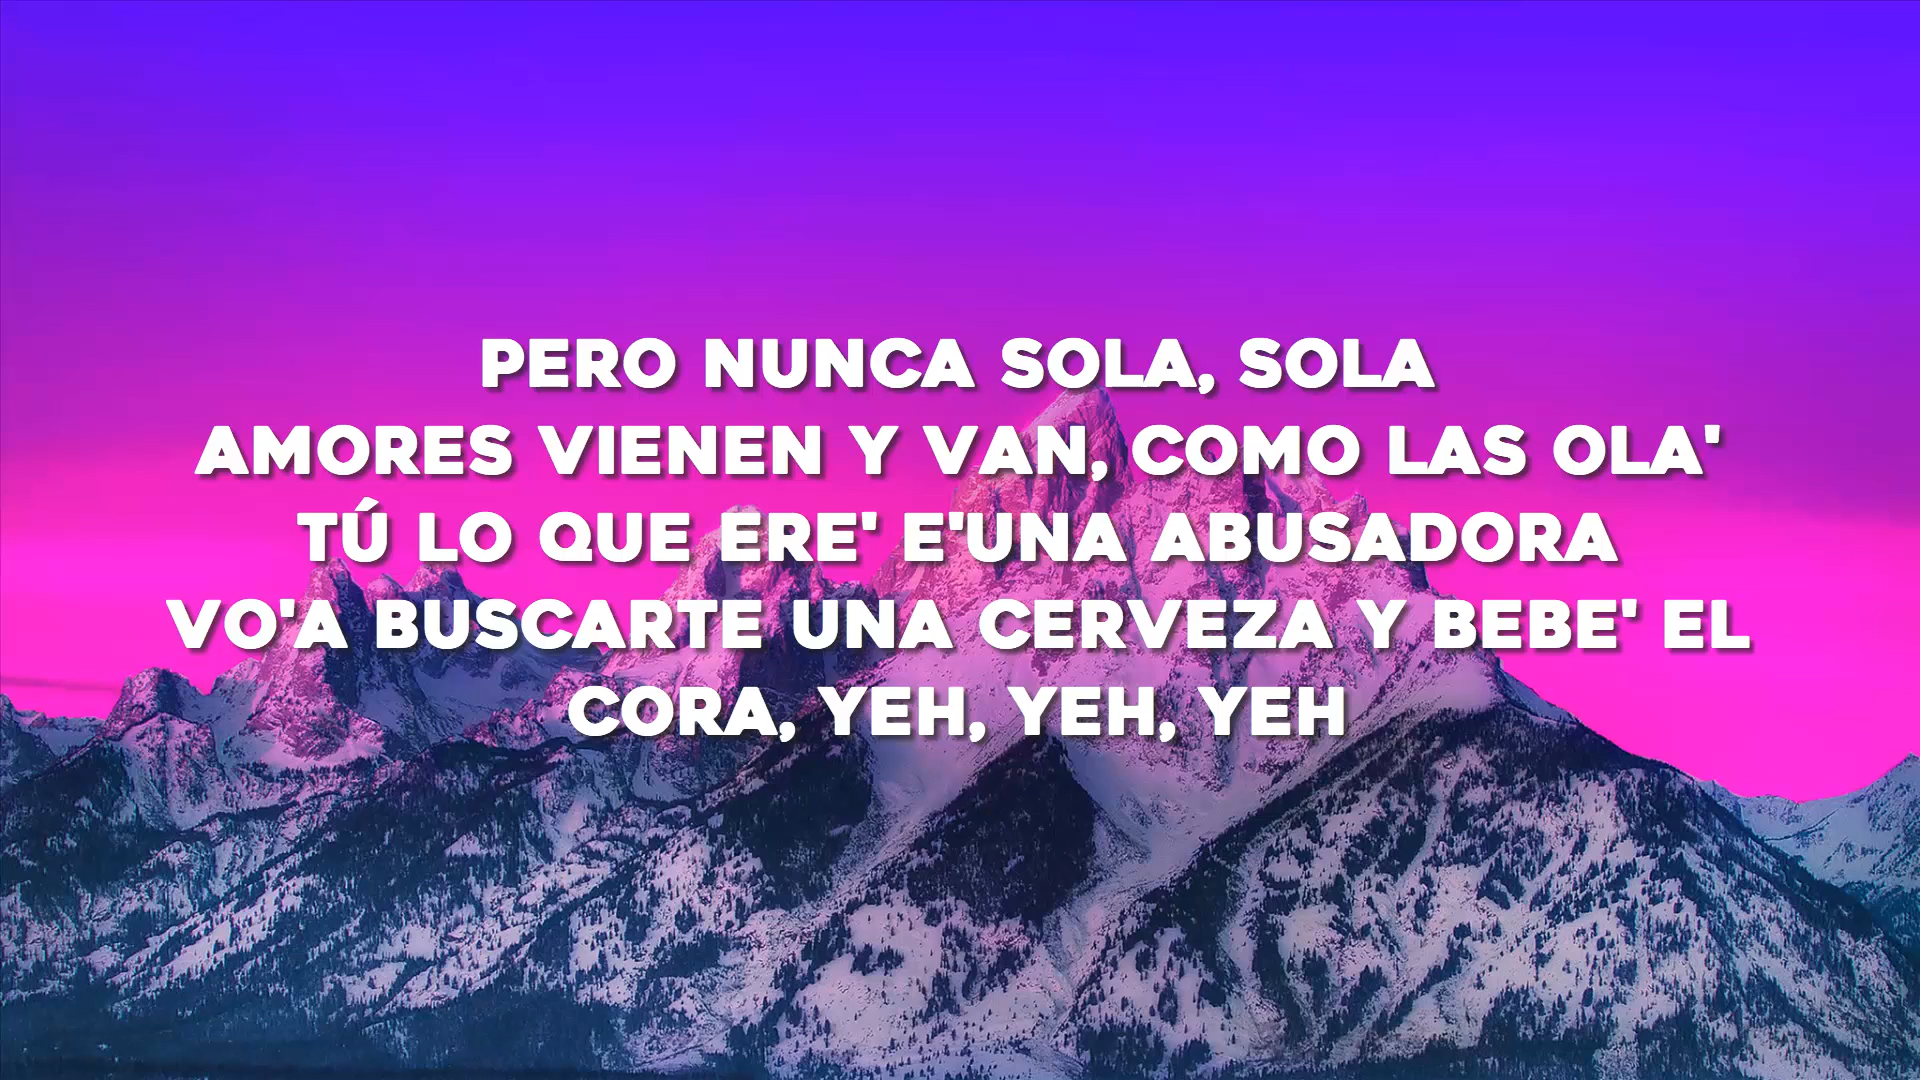 PERO NUNCA SOLA, SOLA
AMORES VIENEN Y VAN, COMO LAS OLA'
TÚ LO QUE ERE' E'UNA ABUSADORA
VO'A BUSCARTE UNA CERVEZA Y BEBE' EL
CORA, YEH, YEH, YEH